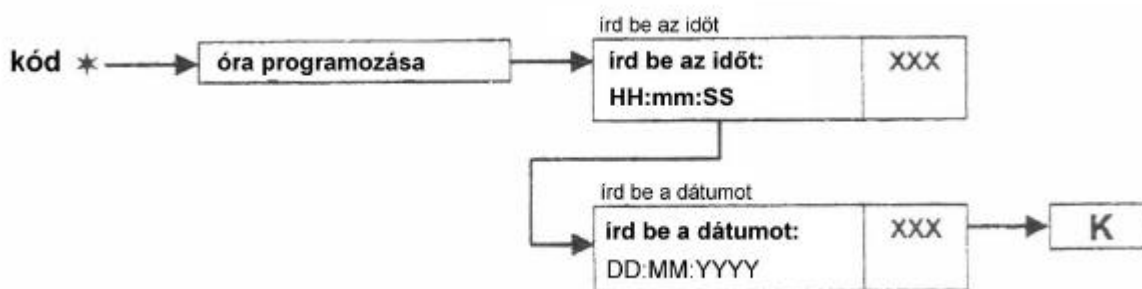 írd be az időt
kód * óra programozása írd be az időt: XXX
HH:mm:SS
írd be a dátumot
írd be a dátumot: XXX K
DD:MM:YYYY